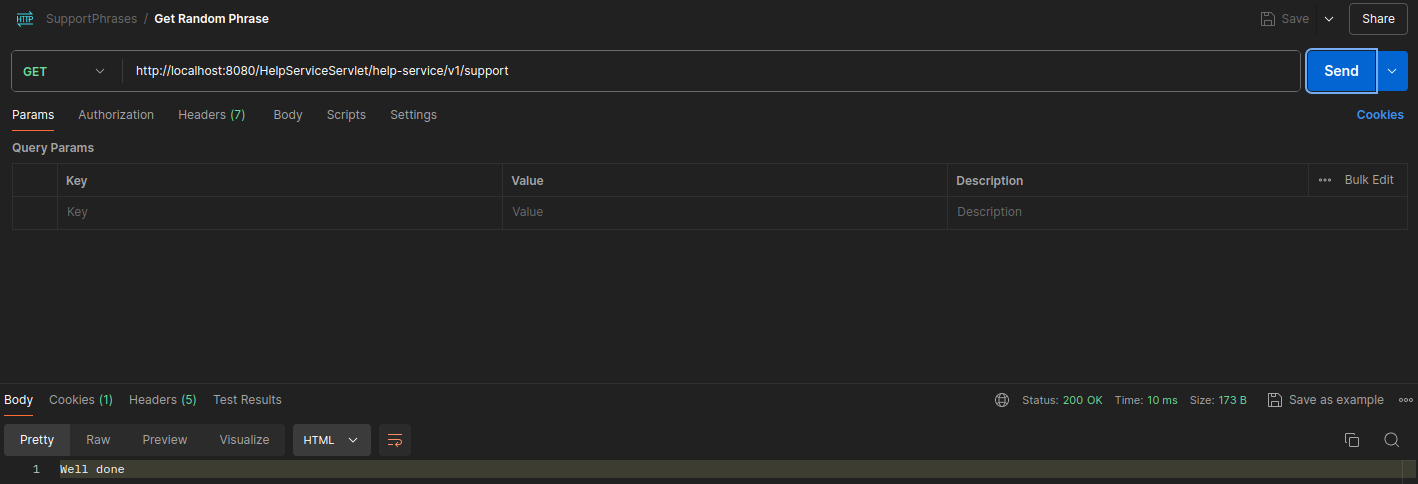 HTTP SupportPhrases / Get Random Phrase Save Share
GET http://localhost:8080/HelpServiceServlet/help-service/v1/support Send
Params Authorization Headers (7) Body Scripts Settings Cookies
Query Params
Key Value Description Bulk Edit
Key Value Description
Body Cookies (1) Headers (5) Test Results Status: 200 OK Time: 10 ms Size: 173 B Save as example
Pretty Raw Preview Visualize HTML
1 Well done